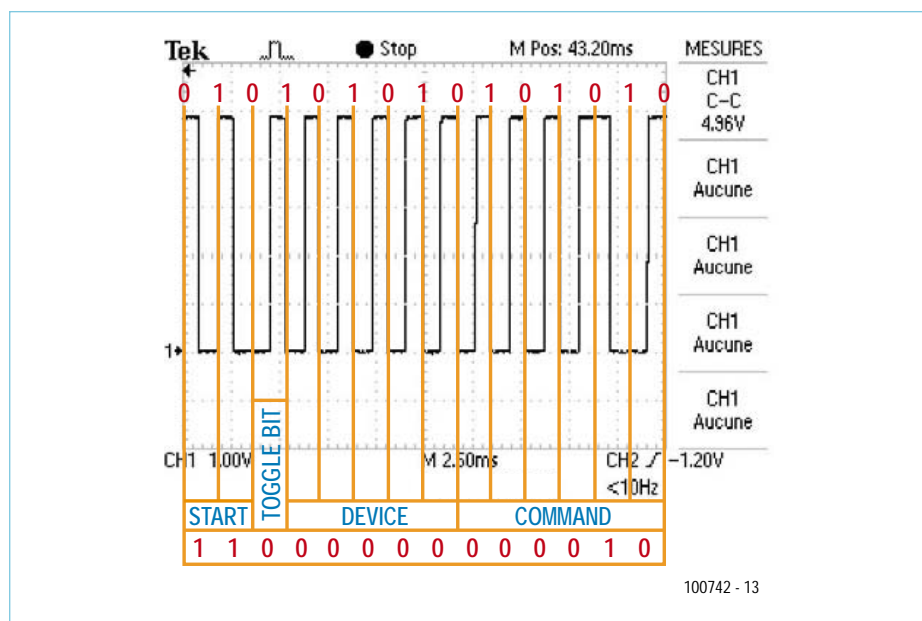 Tek Stop M Pos: 43.20ms MESURES
0 1 0 1 0 1 0 1 0 1 0 1 0 1 0
CH1
C-C
4.96V
CH1
Aucune
CH1
Aucune
CH1
Aucune
CH1
Aucune
1
CH1 1.00V M 2.50ms CH2 -1.20V
<10Hz
TOGGLE BIT
START DEVICE COMMAND
1 1 0 0 0 0 0 0 0 0 0 0 1 0
100742 - 13